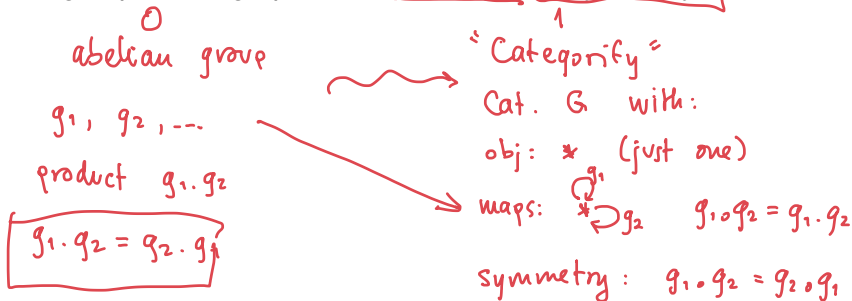 0
abelian group
g1, g2, ...
product g1.g2
g1.g2 = g2.g1
1
"Categorify"
Cat. G with:
obj: * (just one)
g1
maps: * g2 g1∘g2 = g1.g2
symmetry: g1∘g2 = g2∘g1